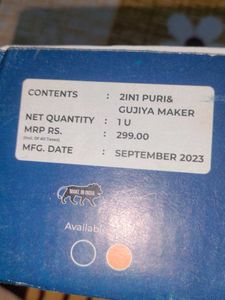 CONTENTS : 2IN1 PURI&
GUJIYA MAKER
NET QUANTITY : 1 U
MRP RS. : 299.00
(Incl. Of All Taxes)
MFG. DATE : SEPTEMBER 2023
MAKE IN INDIA
Available